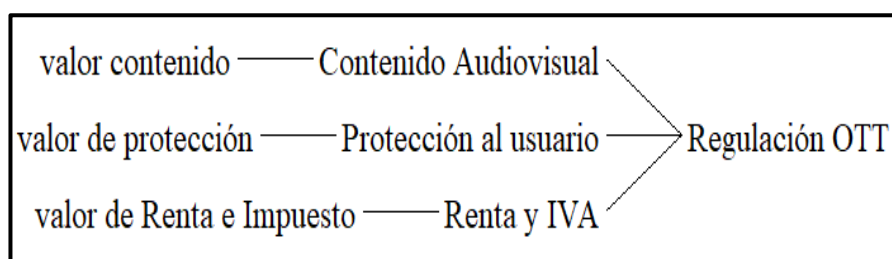 valor contenido Contenido Audiovisual
valor de protección Protección al usuario Regulación OTT
valor de Renta e Impuesto Renta y IVA